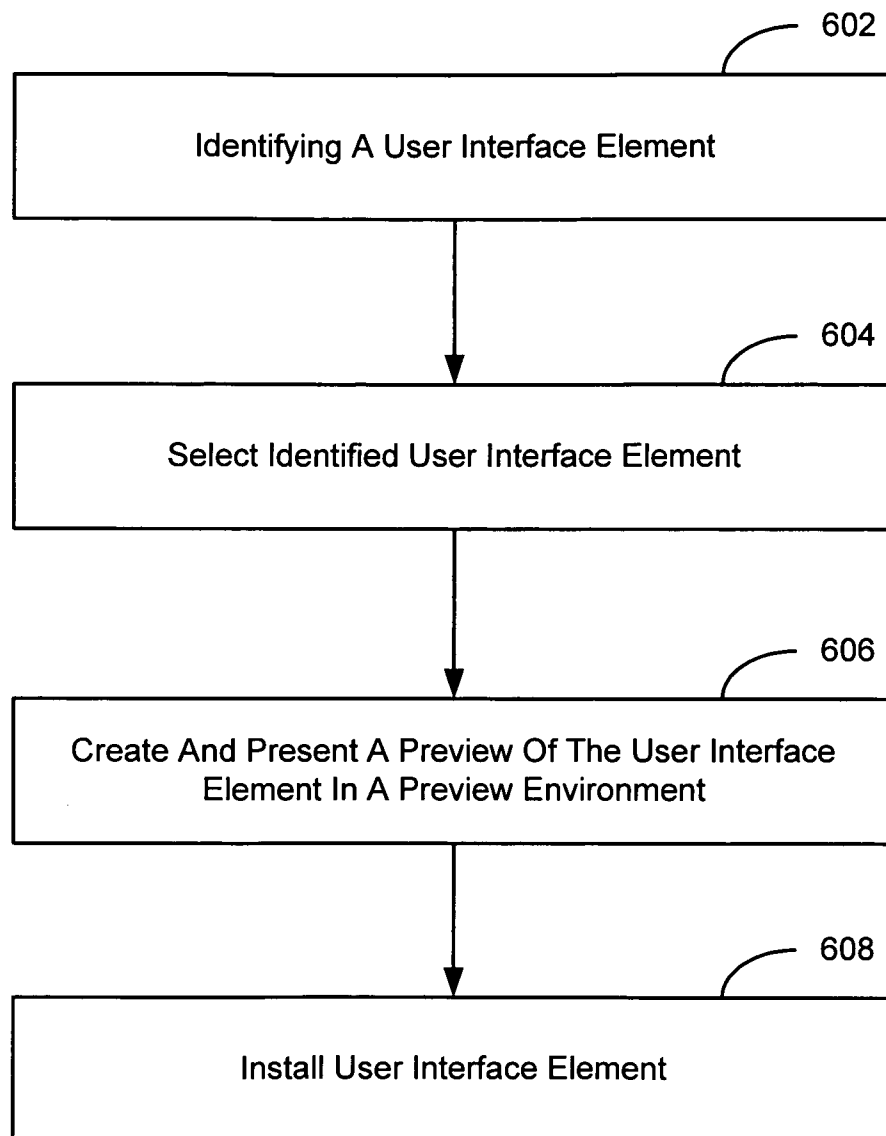 602
Identifying A User Interface Element
604
Select Identified User Interface Element
606
Create And Present A Preview Of The User Interface
Element In A Preview Environment
608
Install User Interface Element